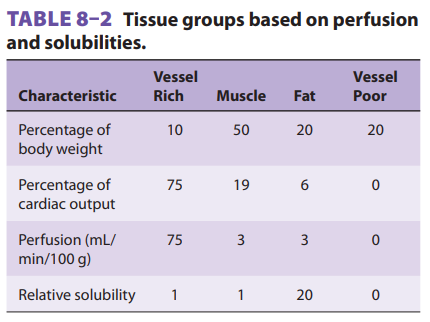 TABLE 8–2 Tissue groups based on perfusion
and solubilities.
Vessel Vessel
Characteristic Rich Muscle Fat Poor
Percentage of 10 50 20 20
body weight
Percentage of 75 19 6 0
cardiac output
Perfusion (mL/ 75 3 3 0
min/100 g)
Relative solubility 1 1 20 0